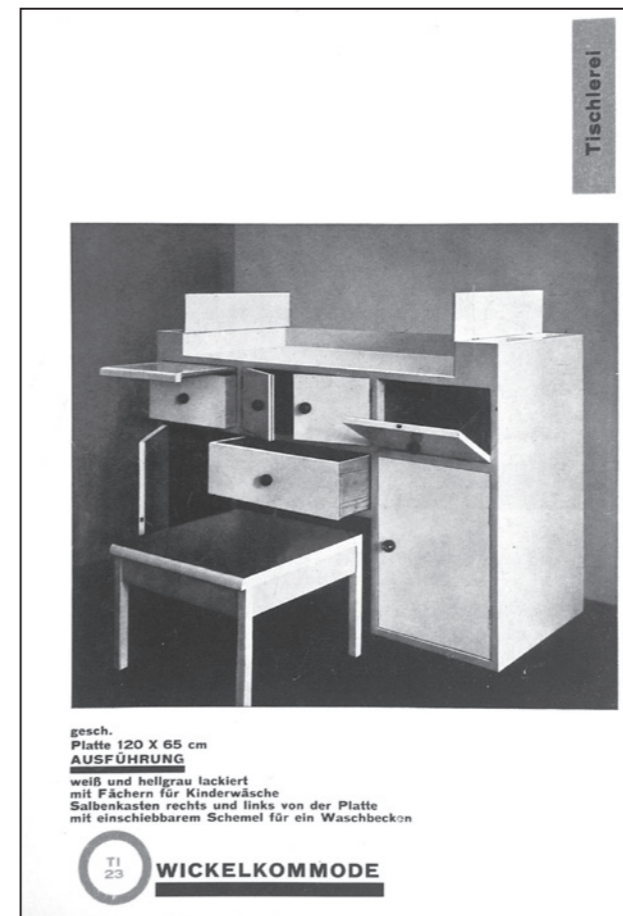 Tischlerei
gesch.
Platte 120 X 65 cm
AUSFÜHRUNG
weiß und hellgrau lackiert
mit Fächern für Kinderwäsche
Salbenkasten rechts und links von der Platte
mit einschiebbarem Schemel für ein Waschbecken
TI
23
WICKELKOMMODE